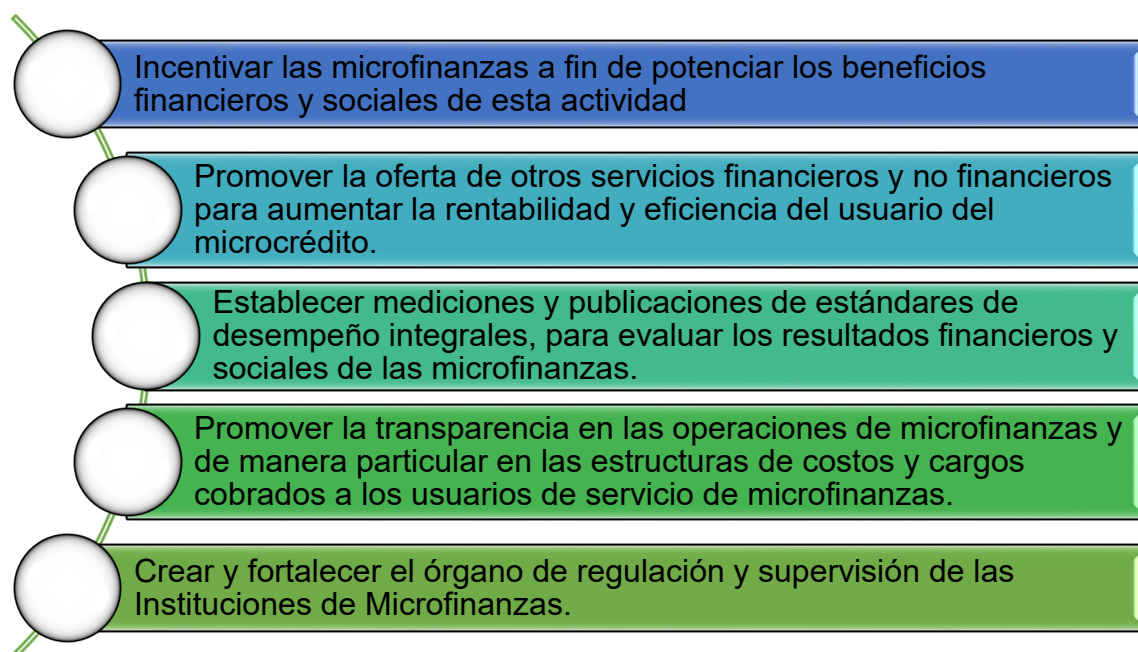 Incentivar las microfinanzas a fin de potenciar los beneficios
financieros y sociales de esta actividad
Promover la oferta de otros servicios financieros y no financieros
para aumentar la rentabilidad y eficiencia del usuario del
microcrédito.
Establecer mediciones y publicaciones de estándares de
desempeño integrales, para evaluar los resultados financieros y
sociales de las microfinanzas.
Promover la transparencia en las operaciones de microfinanzas y
de manera particular en las estructuras de costos y cargos
cobrados a los usuarios de servicio de microfinanzas.
Crear y fortalecer el órgano de regulación y supervisión de las
Instituciones de Microfinanzas.